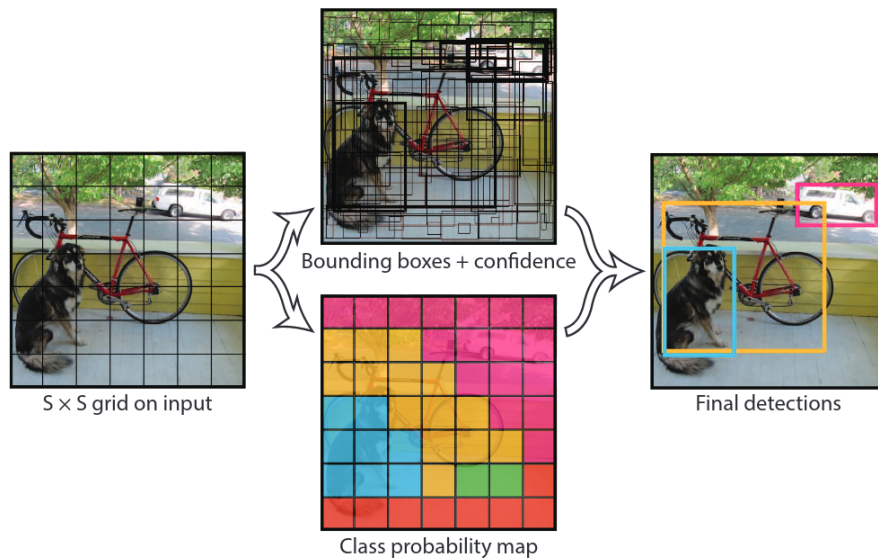 S × S grid on input
Bounding boxes + confidence
Class probability map
Final detections